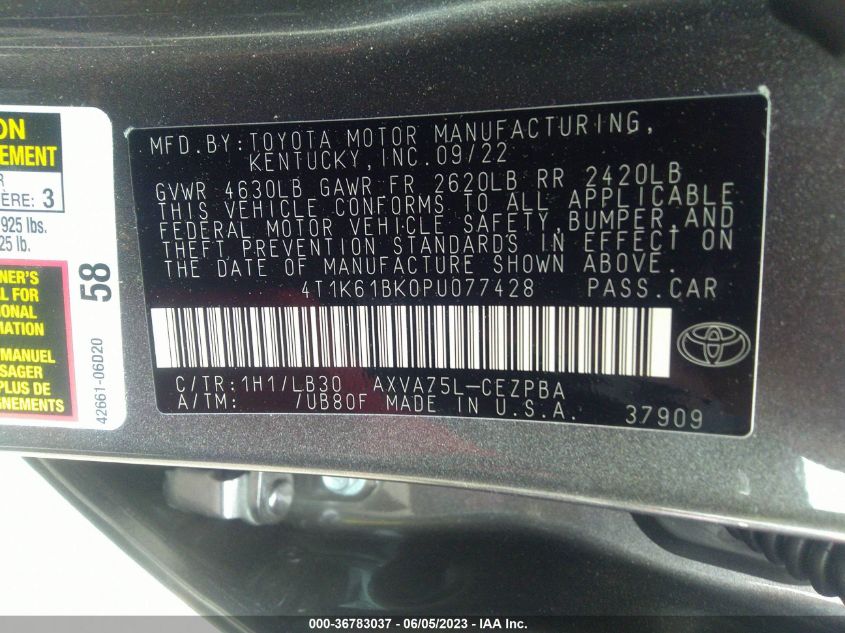 ON
EMENT
R
ÈRE: 3
925 lbs.
25 lb.
NER'S
L FOR
IONAL
MATION
MANUEL
SAGER
PLUS DE
GNEMENTS
58
42661-06D20
MFD.BY: TOYOTA MOTOR MANUFACTURING,
KENTUCKY, INC. 09/22
GVWR 4630LB GAWR FR 2620LB RR 2420LB
THIS VEHICLE CONFORMS TO ALL APPLICABLE
FEDERAL MOTOR VEHICLE SAFETY, BUMPER, AND
THEFT PREVENTION STANDARDS IN EFFECT ON
THE DATE OF MANUFACTURE SHOWN ABOVE.
4T1K61BK0PU077428 PASS.CAR
C/TR: 1H1/LB30 AXVA75L-CEZPBA
A/TM: /UB80F MADE IN U.S.A. 37909
000-36783037 - 06/05/2023 - IAA Inc.